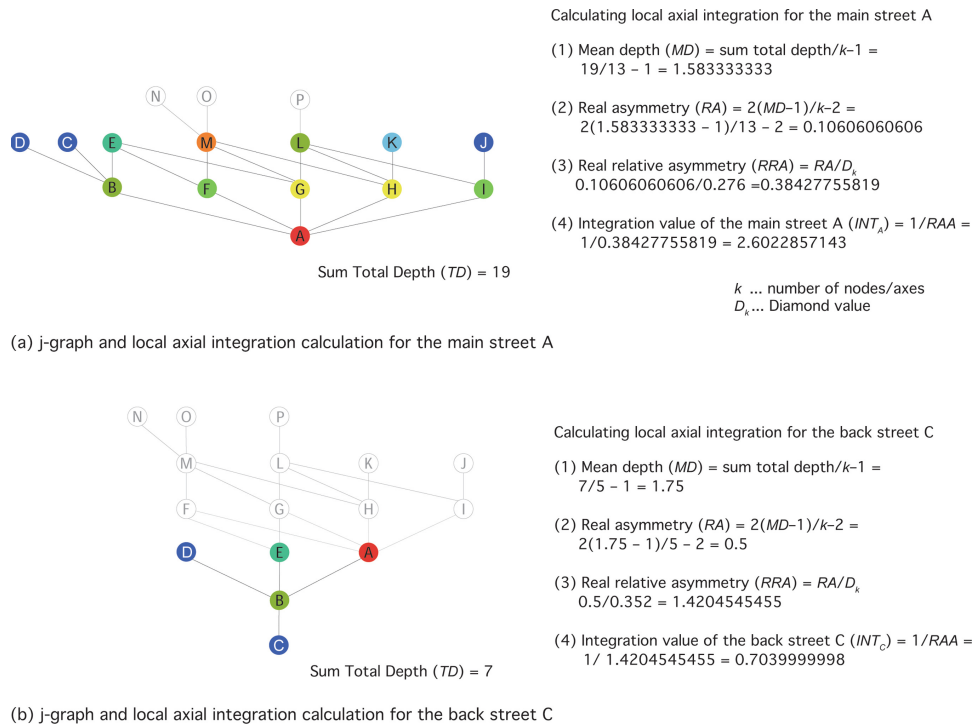 Calculating local axial integration for the main street A
(1) Mean depth (MD) = sum total depth/k–1 =
19/13 – 1 = 1.583333333
(2) Real asymmetry (RA) = 2(MD–1)/k–2 =
2(1.583333333 – 1)/13 – 2 = 0.10606060606
(3) Real relative asymmetry (RRA) = RA/Dk
0.10606060606/0.276 =0.38427755819
(4) Integration value of the main street A (INTA) = 1/RAA =
1/0.38427755819 = 2.6022857143
k ... number of nodes/axes
Dk... Diamond value
N O P
D C E M L K J
B F G H I
A
Sum Total Depth (TD) = 19
(a) j-graph and local axial integration calculation for the main street A
N O P
M L K J
F G H I
D E A
B
C
Sum Total Depth (TD) = 7
Calculating local axial integration for the back street C
(1) Mean depth (MD) = sum total depth/k–1 =
7/5 – 1 = 1.75
(2) Real asymmetry (RA) = 2(MD–1)/k–2 =
2(1.75 – 1)/5 – 2 = 0.5
(3) Real relative asymmetry (RRA) = RA/Dk
0.5/0.352 = 1.4204545455
(4) Integration value of the back street C (INTC) = 1/RAA =
1/ 1.4204545455 = 0.7039999998
(b) j-graph and local axial integration calculation for the back street C